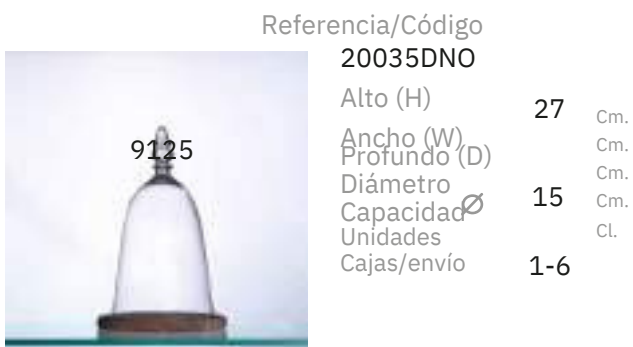 Referencia/Código
20035DNO
9125
Alto (H) 27 Cm.
Ancho (W) Cm.
Profundo (D) Cm.
Diámetro Ø 15 Cm.
Capacidad Cl.
Unidades
Cajas/envío 1-6